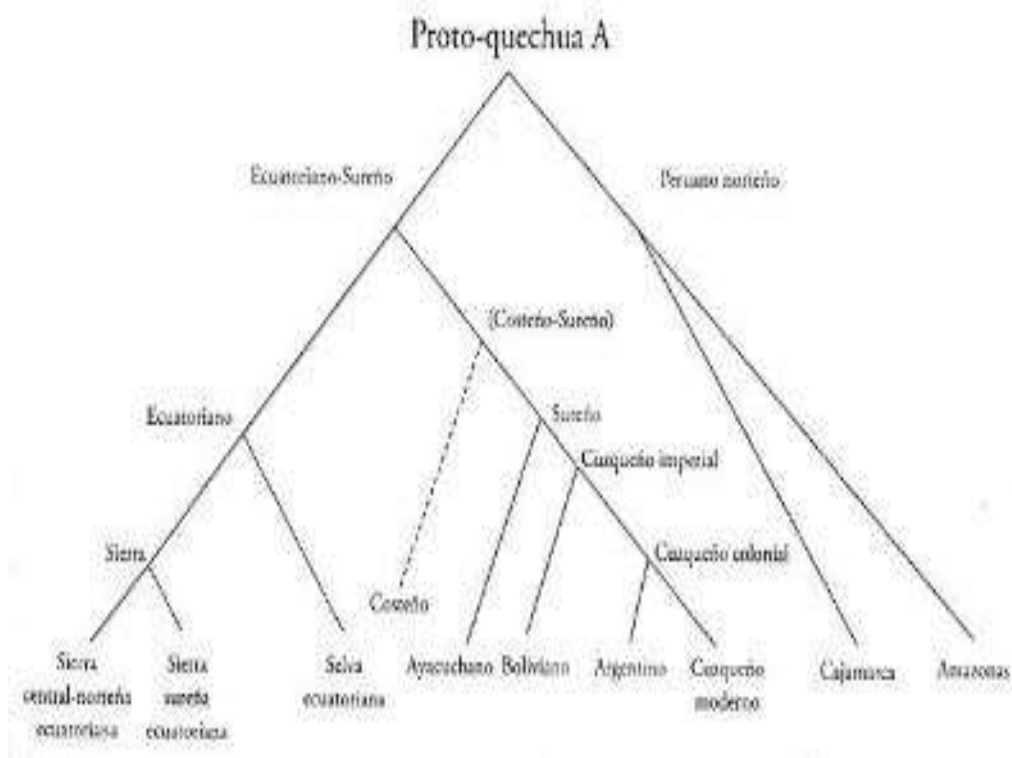 Proto-quechua A
Ecuatoriano-Sureño
Peruano norteño
(Costeño-Sureño)
Ecuatoriano
Sureño
Cuzqueño imperial
Sierra
Cuzqueño colonial
Costeño
Sierra
central-norteña
ecuatoriana
Sierra
sureña
ecuatoriana
Selva
ecuatoriana
Ayacuchano
Boliviano
Argentino
Cuzqueño
moderno
Cajamarca
Amazonas